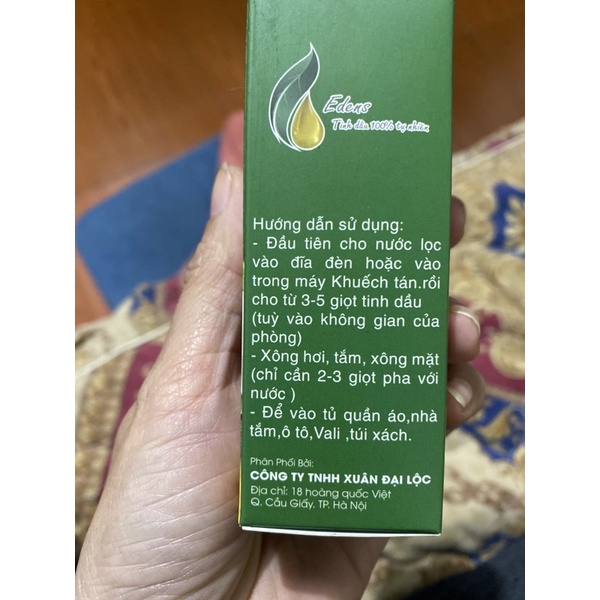 Edens
Tinh dầu 100% tự nhiên
Hướng dẫn sử dụng:
- Đầu tiên cho nước lọc
vào đĩa đèn hoặc vào
trong máy Khuếch tán.rồi
cho từ 3-5 giọt tinh dầu
(tuỳ vào không gian của
phòng)
- Xông hơi, tắm, xông mặt
(chỉ cần 2-3 giọt pha với
nước )
- Để vào tủ quần áo,nhà
tắm,ô tô,Vali ,túi xách.
Phân Phối Bởi:
CÔNG TY TNHH XUÂN ĐẠI LỘC
Địa chỉ: 18 hoàng quốc Việt
Q. Cầu Giấy. TP. Hà Nội